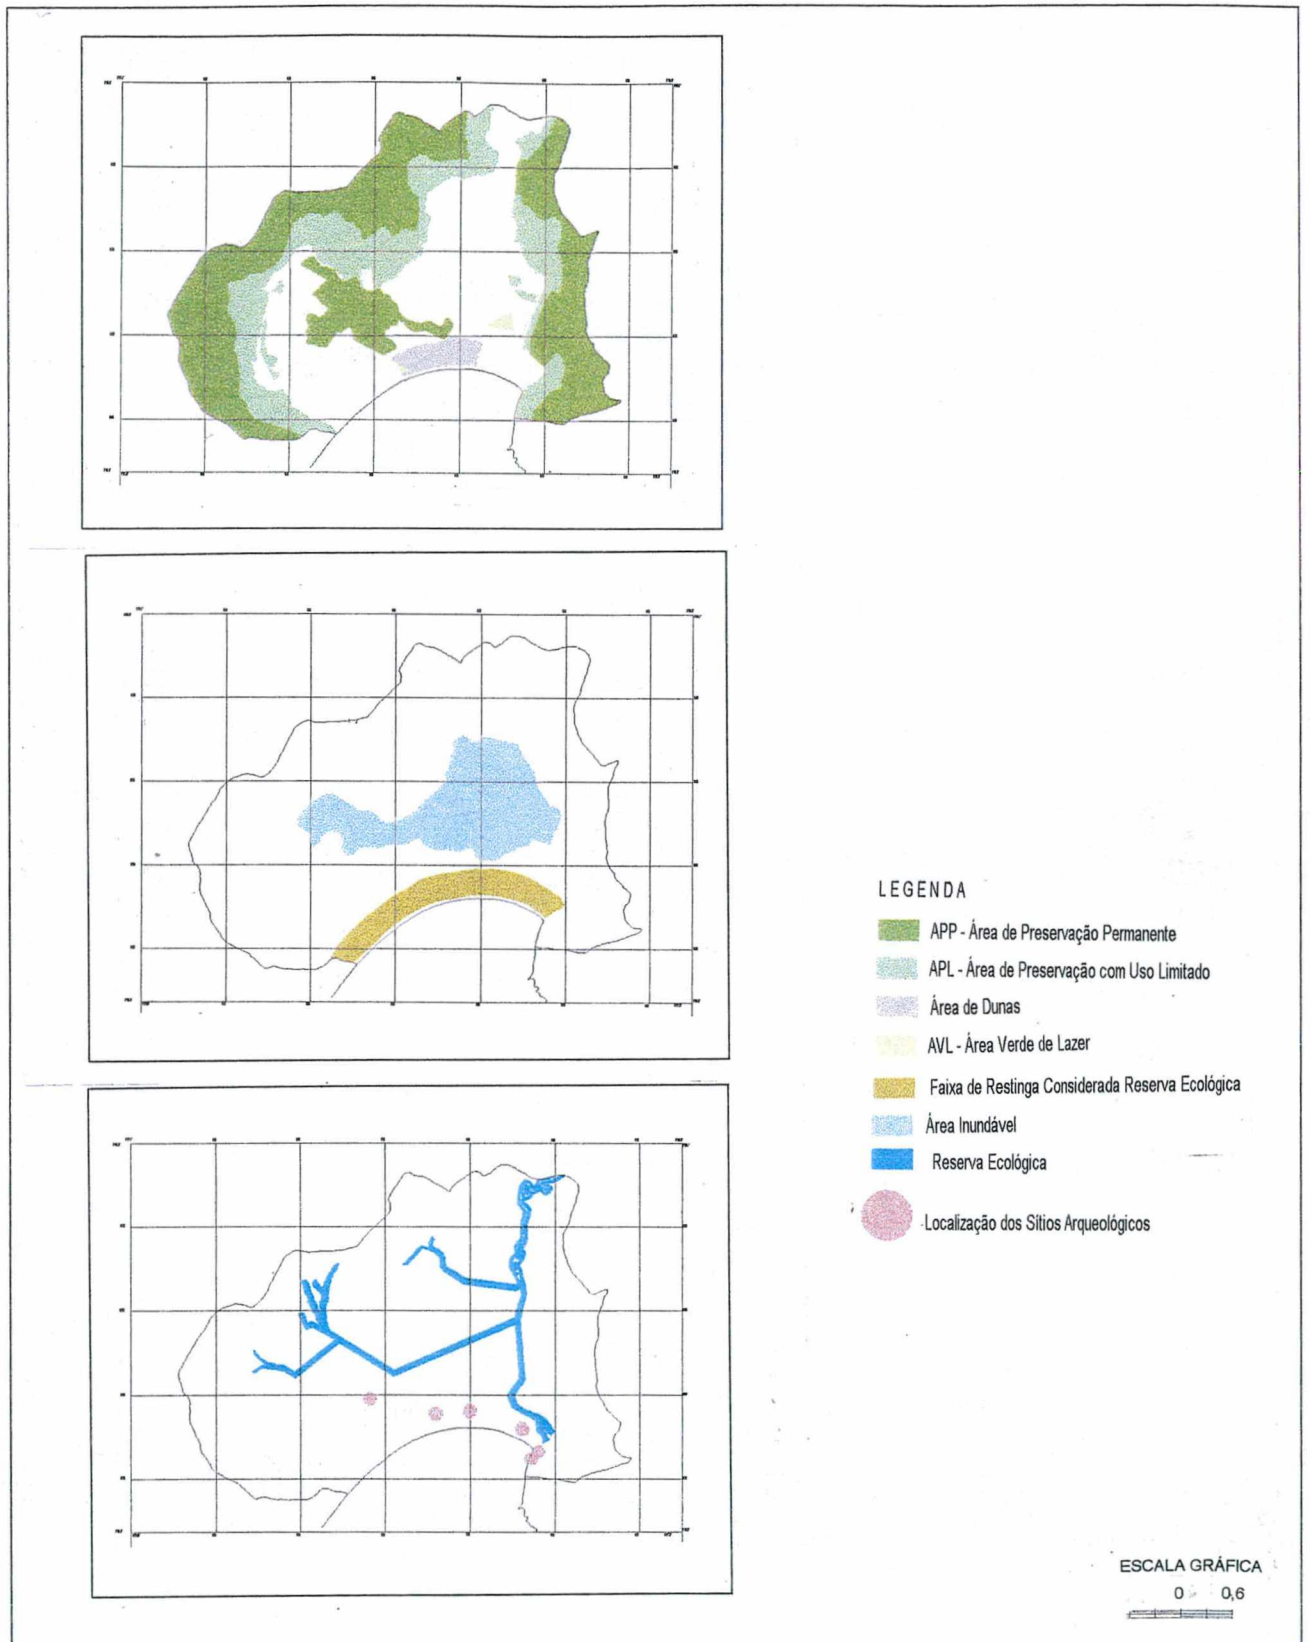 LEGENDA
APP - Área de Preservação Permanente
APL - Área de Preservação com Uso Limitado
Área de Dunas
AVL - Área Verde de Lazer
Faixa de Restinga Considerada Reserva Ecológica
Área Inundável
Reserva Ecológica
Localização dos Sítios Arqueológicos
ESCALA GRÁFICA
0 0,6